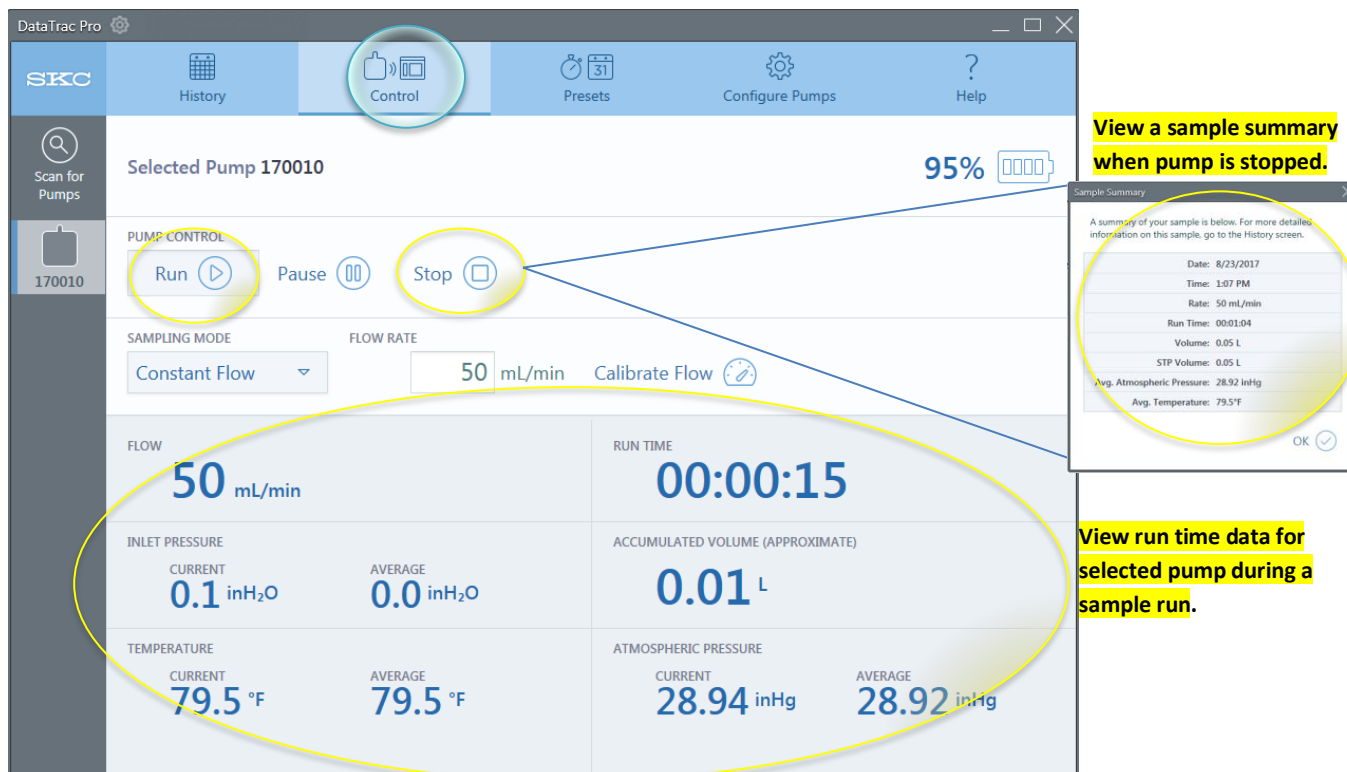 DataTrac Pro
SKC
History
Control
Presets
Configure Pumps
Help
Scan for
Pumps
170010
Selected Pump 170010
95%
PUMP CONTROL
Run
Pause
Stop
SAMPLING MODE
FLOW RATE
Constant Flow
50 mL/min
Calibrate Flow
FLOW
50 mL/min
RUN TIME
00:00:15
INLET PRESSURE
CURRENT
0.1 inH₂O
AVERAGE
0.0 inH₂O
ACCUMULATED VOLUME (APPROXIMATE)
0.01 L
TEMPERATURE
CURRENT
79.5 °F
AVERAGE
79.5 °F
ATMOSPHERIC PRESSURE
CURRENT
28.94 inHg
AVERAGE
28.92 inHg
View a sample summary
when pump is stopped.
Sample Summary
A summary of your sample is below. For more detailed
information on this sample, go to the History screen.
Date: 8/23/2017
Time: 1:07 PM
Rate: 50 mL/min
Run Time: 00:01:04
Volume: 0.05 L
STP Volume: 0.05 L
Avg. Atmospheric Pressure: 28.92 inHg
Avg. Temperature: 79.5°F
OK
View run time data for
selected pump during a
sample run.